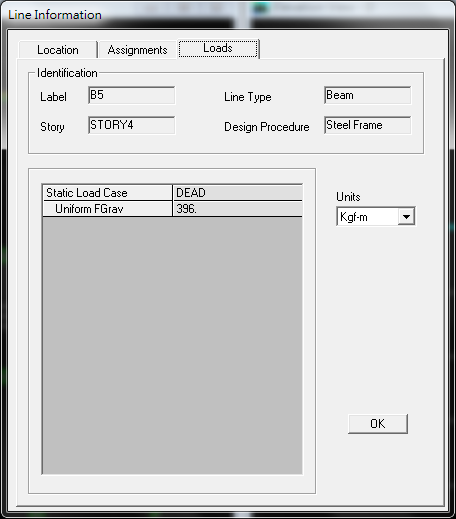 Line Information
Location Assignments Loads
Identification
Label B5 Line Type Beam
Story STORY4 Design Procedure Steel Frame
Static Load Case DEAD
Uniform FGrav 396.
Units
Kgf-m
OK